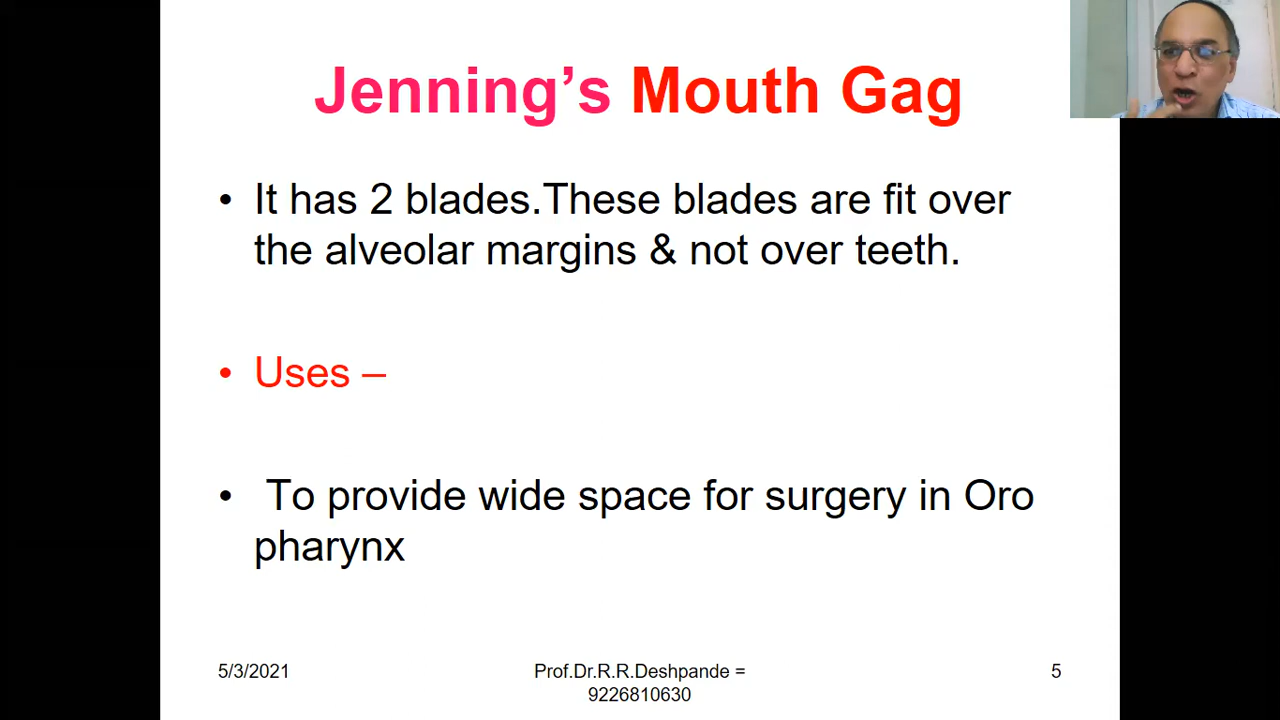 Jenning’s Mouth Gag
• It has 2 blades.These blades are fit over
the alveolar margins & not over teeth.
• Uses –
• To provide wide space for surgery in Oro
pharynx
5/3/2021
Prof.Dr.R.R.Deshpande =
9226810630
5